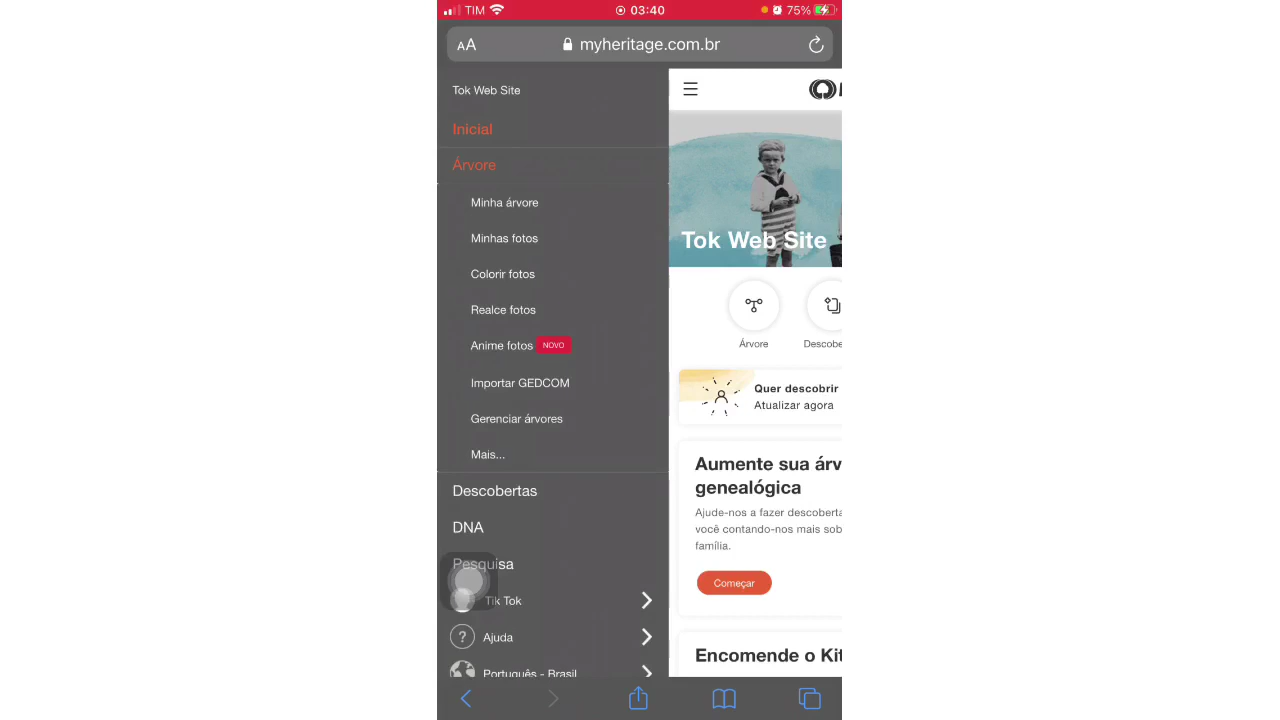 TIM
03:40
75%
AA
myheritage.com.br
Tok Web Site
Inicial
Árvore
Minha árvore
Minhas fotos
Colorir fotos
Realce fotos
Anime fotos NOVO
Importar GEDCOM
Gerenciar árvores
Mais...
Descobertas
DNA
Pesquisa
Tik Tok
? Ajuda
Português - Brasil
Tok Web Site
Árvore
Descobe
Quer descobrir
Atualizar agora
Aumente sua árv
genealógica
Ajude-nos a fazer descoberta
você contando-nos mais sob
família.
Começar
Encomende o Kit